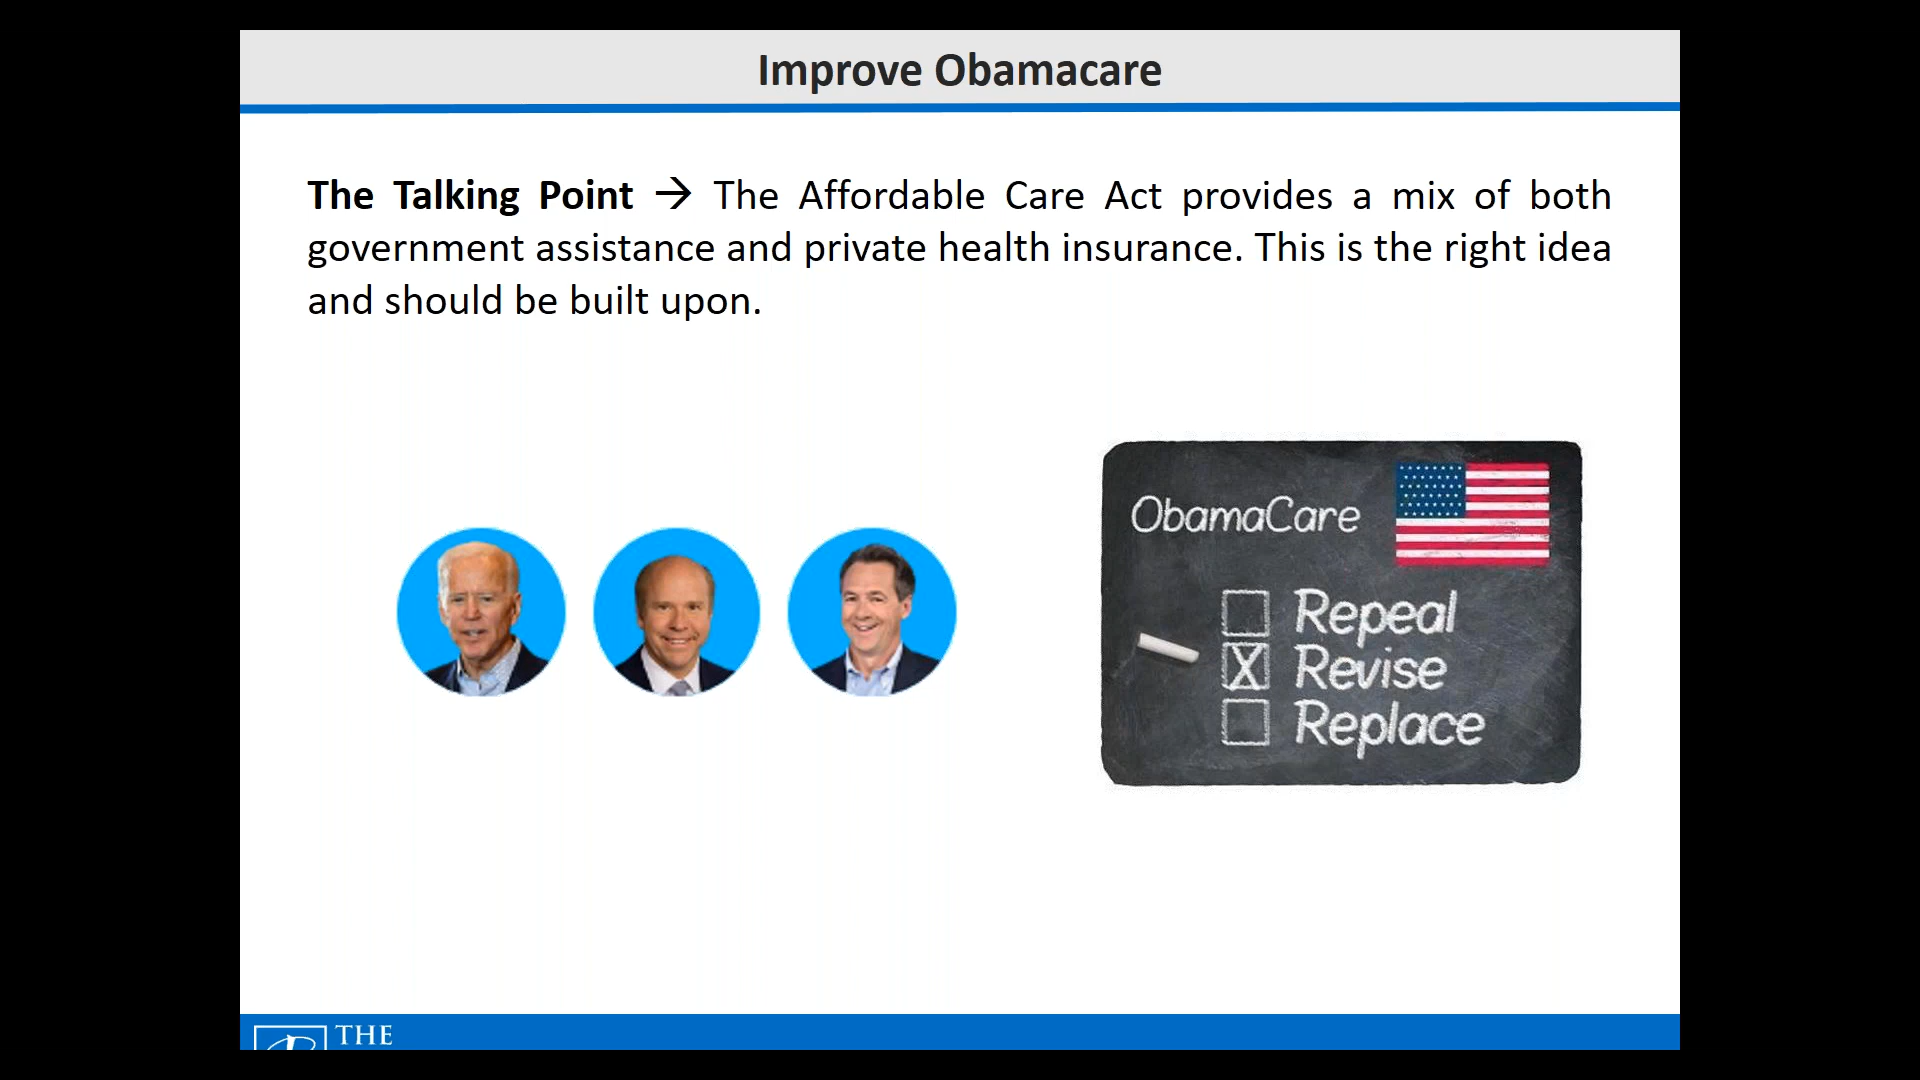 Improve Obamacare
The Talking Point → The Affordable Care Act provides a mix of both
government assistance and private health insurance. This is the right idea
and should be built upon.
ObamaCare
Repeal
X Revise
Replace
THE